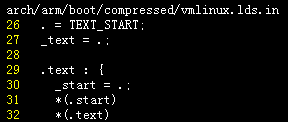 arch/arm/boot/compressed/vmlinux.lds.in
26 . = TEXT_START;
27 _text = .;
28
29 .text : {
30 _start = .;
31 *(.start)
32 *(.text)